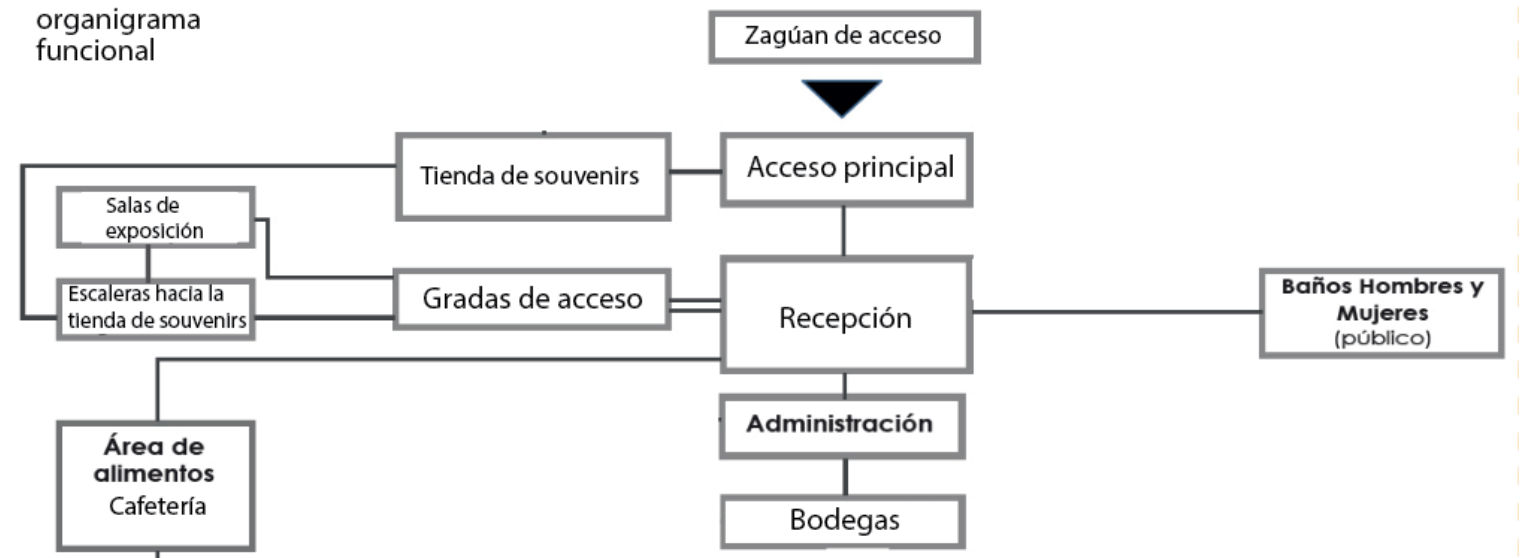 organigrama
funcional
Zagúan de acceso
Tienda de souvenirs
Acceso principal
Salas de
exposición
Escaleras hacia la
tienda de souvenirs
Gradas de acceso
Recepción
Baños Hombres y
Mujeres
(público)
Administración
Área de
alimentos
Cafetería
Bodegas